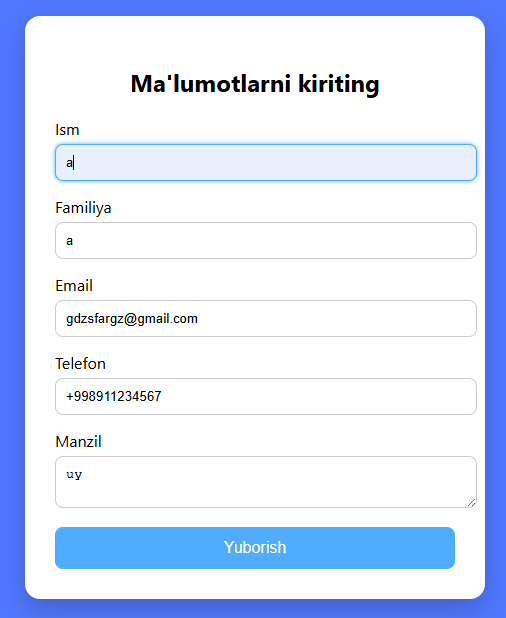 Ma'lumotlarni kiriting
Ism
a
Familiya
a
Email
gdzsfargz@gmail.com
Telefon
+998911234567
Manzil
uy
Yuborish